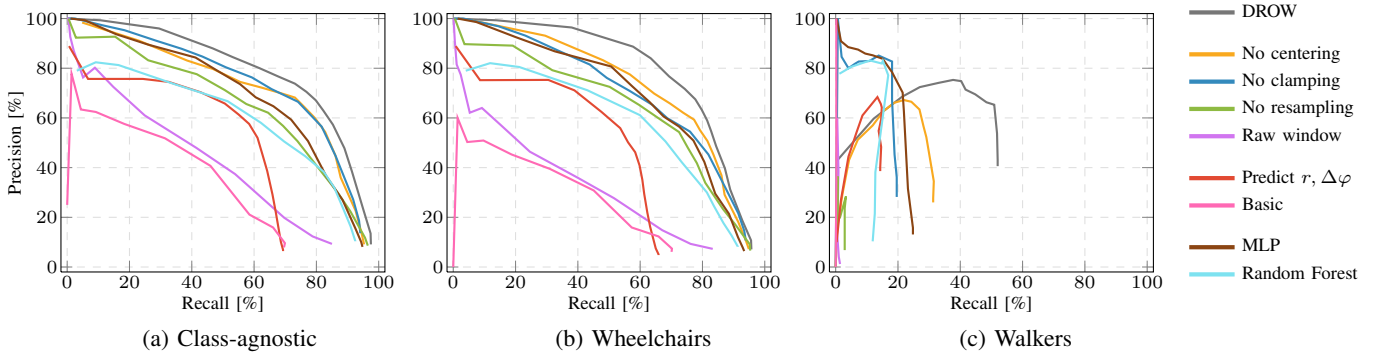 Precision [%]
100
80
60
40
20
0
0 20 40 60 80 100
Recall [%]
(a) Class-agnostic
100
80
60
40
20
0
0 20 40 60 80 100
Recall [%]
(b) Wheelchairs
100
80
60
40
20
0
0 20 40 60 80 100
Recall [%]
(c) Walkers
DROW
No centering
No clamping
No resampling
Raw window
Predict r, Δφ
Basic
MLP
Random Forest